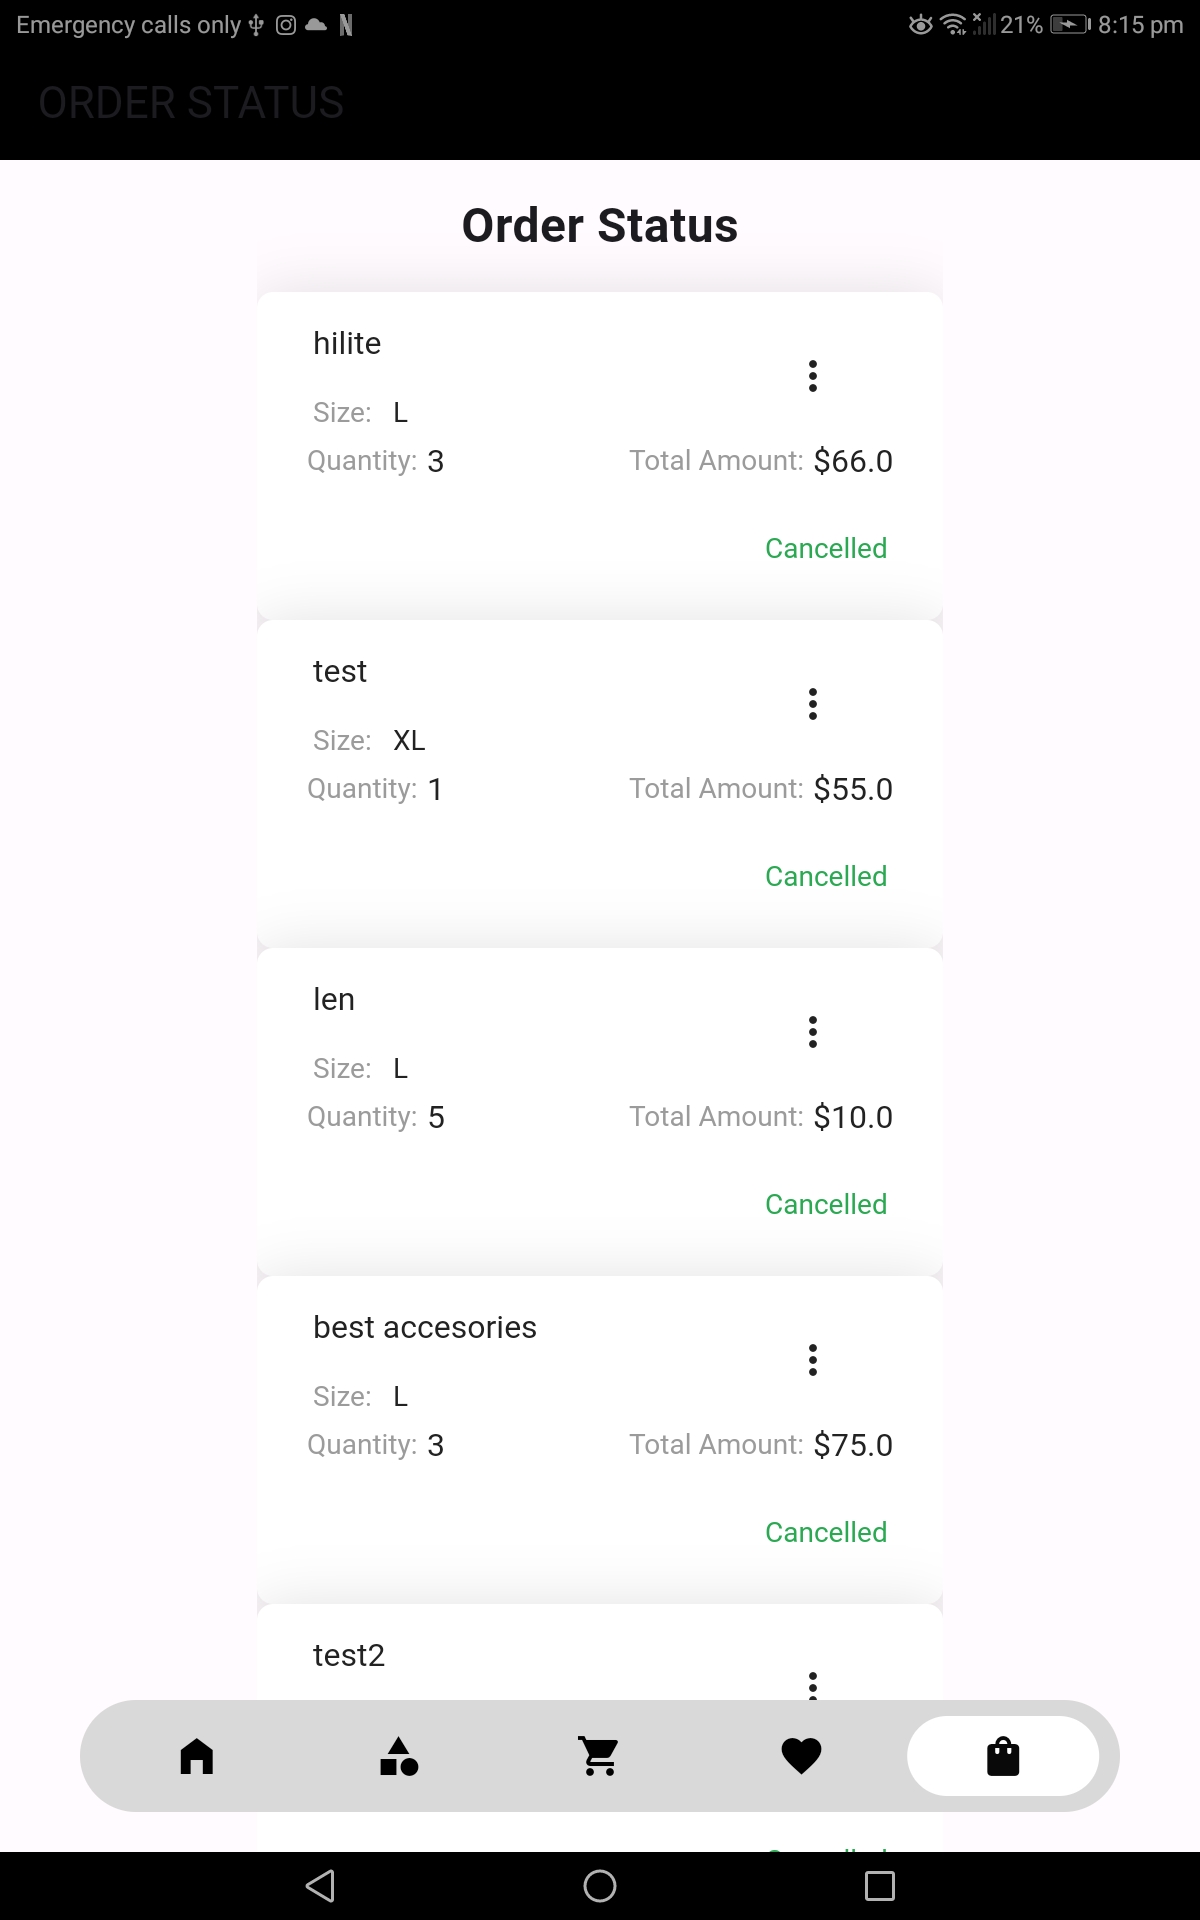 Emergency calls only 21% 8:15 pm
ORDER STATUS
Order Status
hilite
Size: L
Quantity: 3 Total Amount: $66.0
Cancelled
test
Size: XL
Quantity: 1 Total Amount: $55.0
Cancelled
len
Size: L
Quantity: 5 Total Amount: $10.0
Cancelled
best accesories
Size: L
Quantity: 3 Total Amount: $75.0
Cancelled
test2